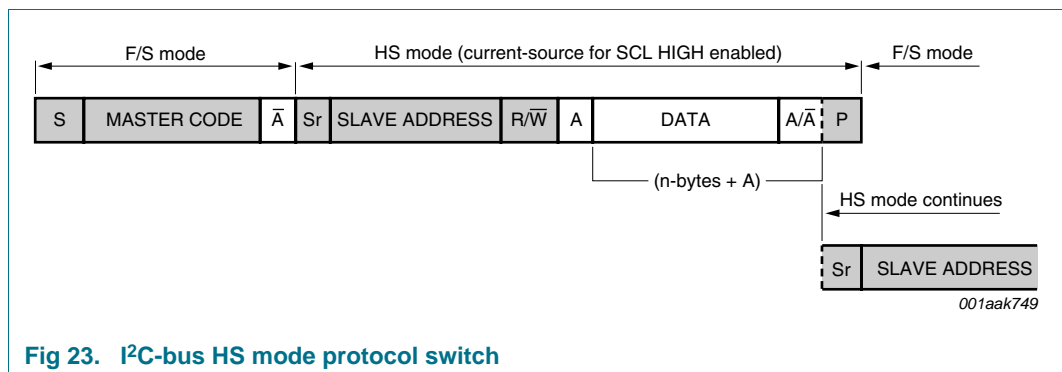 F/S mode HS mode (current-source for SCL HIGH enabled) F/S mode
S MASTER CODE A̅ Sr SLAVE ADDRESS R/W̅ A DATA A/A̅ P
(n-bytes + A)
HS mode continues
Sr SLAVE ADDRESS
001aak749
Fig 23. I²C-bus HS mode protocol switch